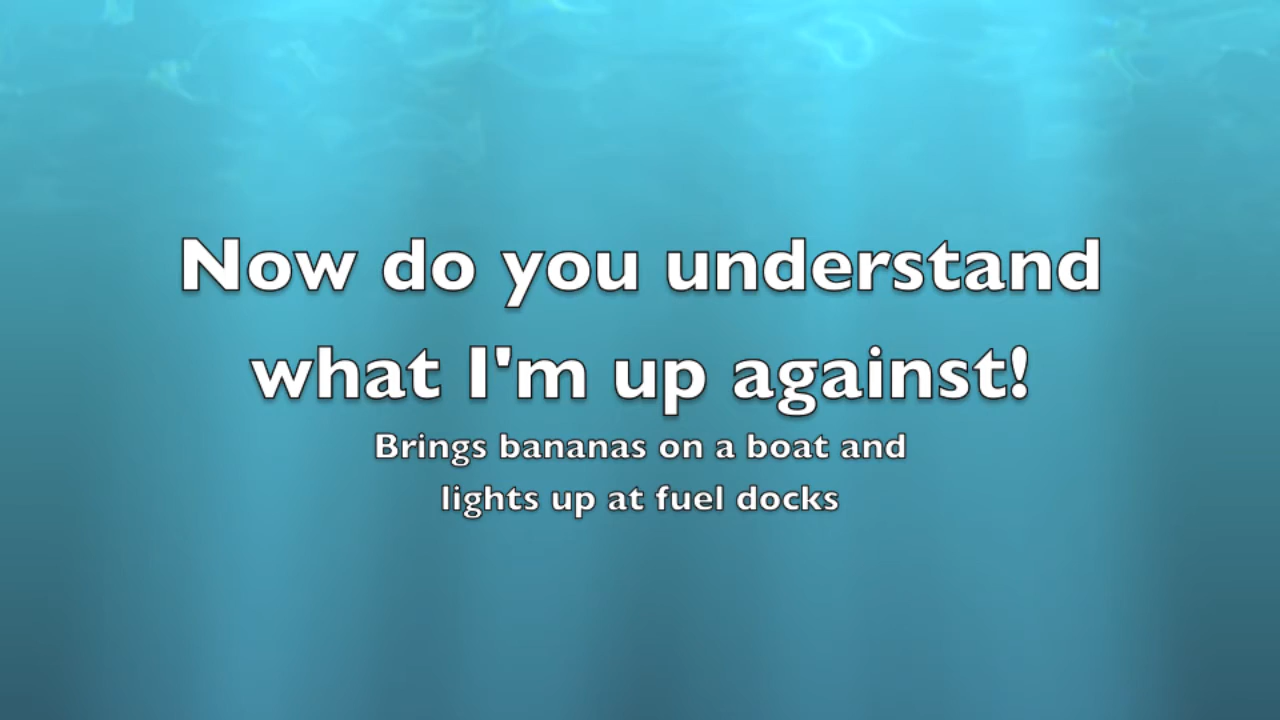 Now do you understand
what I'm up against!
Brings bananas on a boat and
lights up at fuel docks